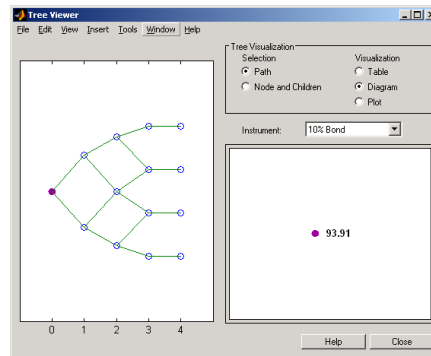 Tree Viewer
File Edit View Insert Tools Window Help
Tree Visualization
Selection
Visualization
Path
Table
Node and Children
Diagram
Plot
Instrument: 10% Bond
93.91
0 1 2 3 4
Help Close